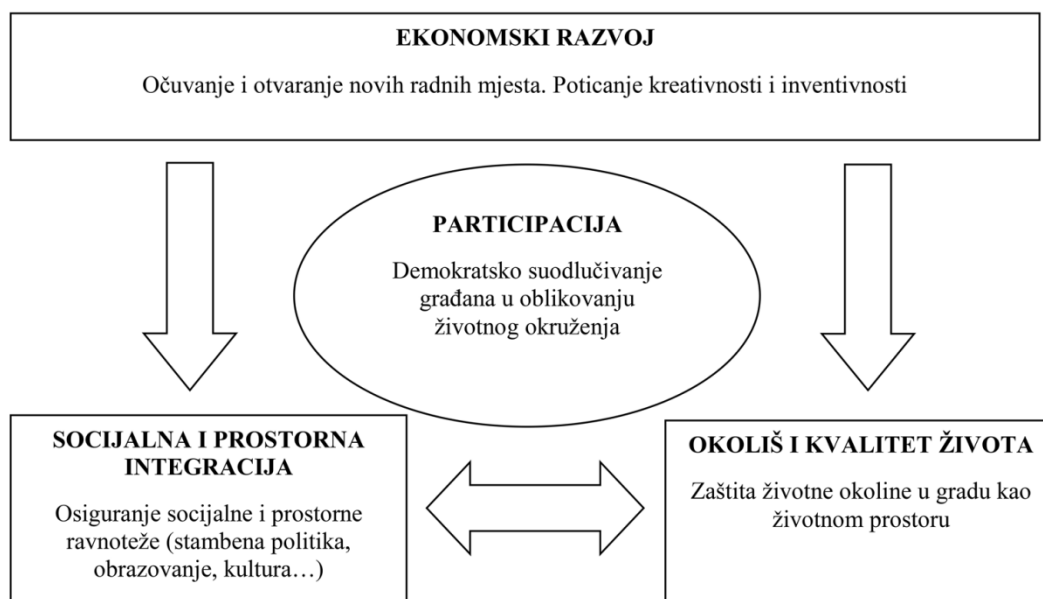 EKONOMSKI RAZVOJ
Očuvanje i otvaranje novih radnih mjesta. Poticanje kreativnosti i inventivnosti
PARTICIPACIJA
Demokratsko suodlučivanje
građana u oblikovanju
životnog okruženja
SOCIJALNA I PROSTORNA
INTEGRACIJA
Osiguranje socijalne i prostorne
ravnoteže (stambena politika,
obrazovanje, kultura…)
OKOLIŠ I KVALITET ŽIVOTA
Zaštita životne okoline u gradu kao
životnom prostoru